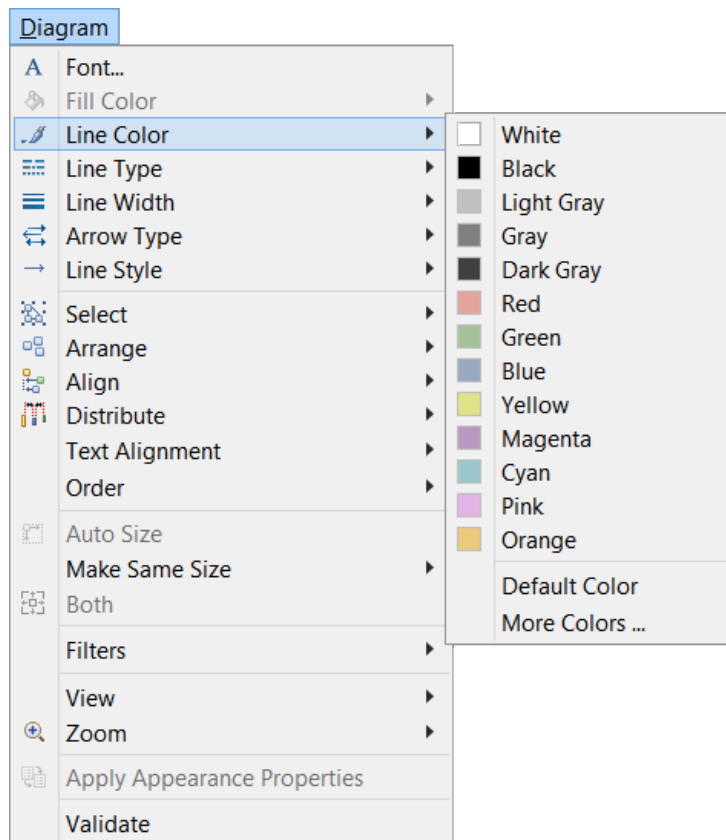 Diagram
Font...
Fill Color
Line Color
Line Type
Line Width
Arrow Type
Line Style
Select
Arrange
Align
Distribute
Text Alignment
Order
Auto Size
Make Same Size
Both
Filters
View
Zoom
Apply Appearance Properties
Validate
White
Black
Light Gray
Gray
Dark Gray
Red
Green
Blue
Yellow
Magenta
Cyan
Pink
Orange
Default Color
More Colors ...